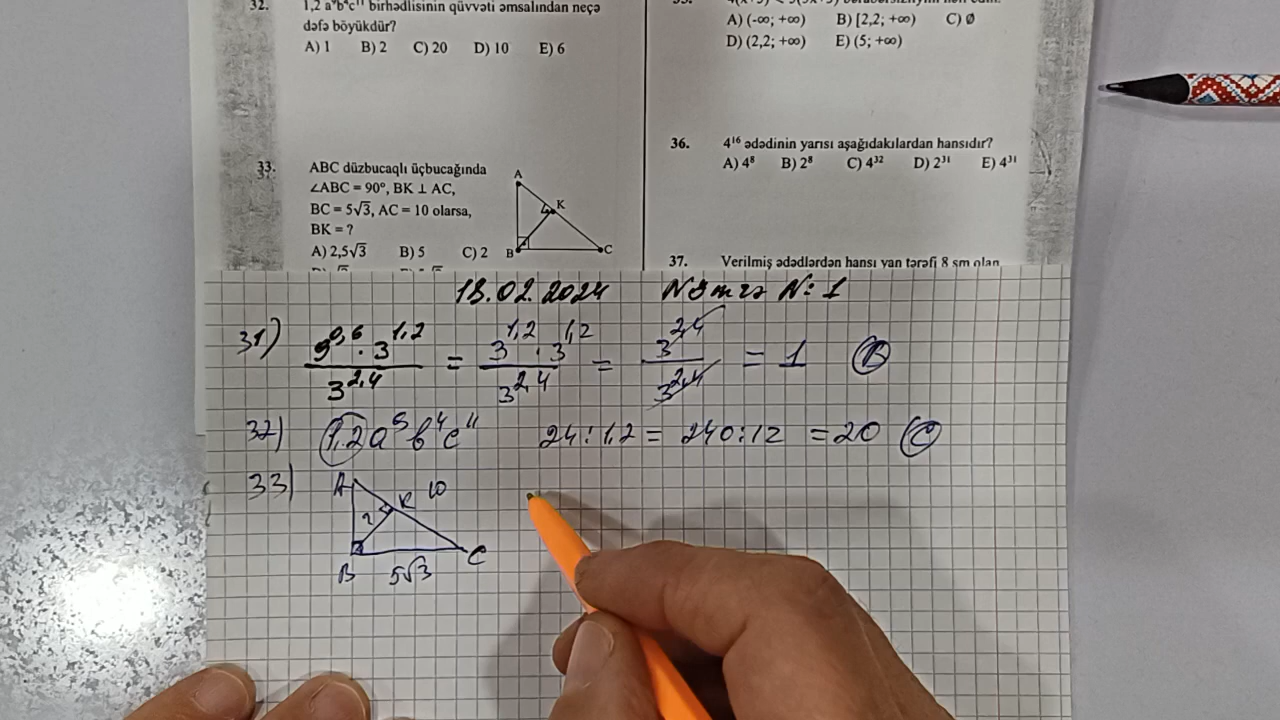 32. 1,2 a⁹b⁴c¹¹ birhədlisinin qüvvəti əmsalından neçə
dəfə böyükdür?
A) 1 B) 2 C) 20 D) 10 E) 6
33. ABC düzbucaqlı üçbucağında
∠ABC = 90°, BK ⊥ AC,
BC = 5√3, AC = 10 olarsa,
BK = ?
A) 2,5√3 B) 5 C) 2
A
K
B
C
A) (-∞; +∞) B) [2,2; +∞) C) Ø
D) (2,2; +∞) E) (5; +∞)
36. 4¹⁶ ədədinin yarısı aşağıdakılardan hansıdır?
A) 4⁸ B) 2⁸ C) 4³² D) 2³¹ E) 4³¹
37. Verilmiş ədədlərdən hansı yan tərəfi 8 sm olan
18.02.2024 №1
31) 9^0,6 · 3^1,2 / 3^2,4 = 3^1,2 · 3^1,2 / 3^2,4 = 3^2,4 / 3^2,4 = 1 B
32) 1,2a⁹b⁴c¹¹ 24:1,2 = 240:12 = 20 C
33) A K 10
?
B 5√3 C